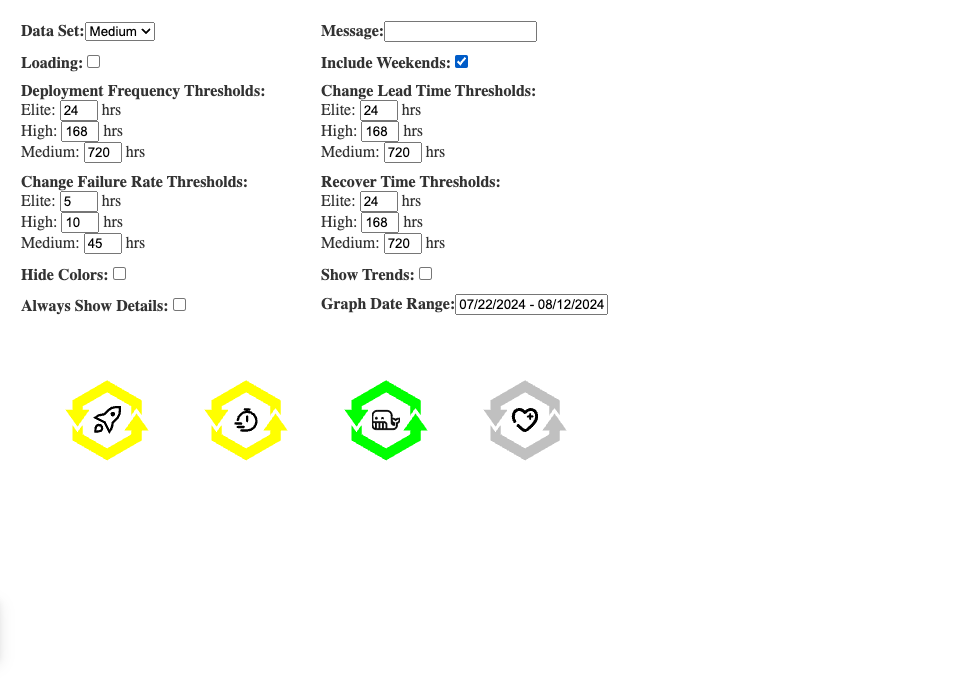 Data Set: Medium
Message:
Loading:
Include Weekends:
Deployment Frequency Thresholds:
Elite: 24 hrs
High: 168 hrs
Medium: 720 hrs
Change Lead Time Thresholds:
Elite: 24 hrs
High: 168 hrs
Medium: 720 hrs
Change Failure Rate Thresholds:
Elite: 5 hrs
High: 10 hrs
Medium: 45 hrs
Recover Time Thresholds:
Elite: 24 hrs
High: 168 hrs
Medium: 720 hrs
Hide Colors:
Show Trends:
Always Show Details:
Graph Date Range: 07/22/2024 - 08/12/2024